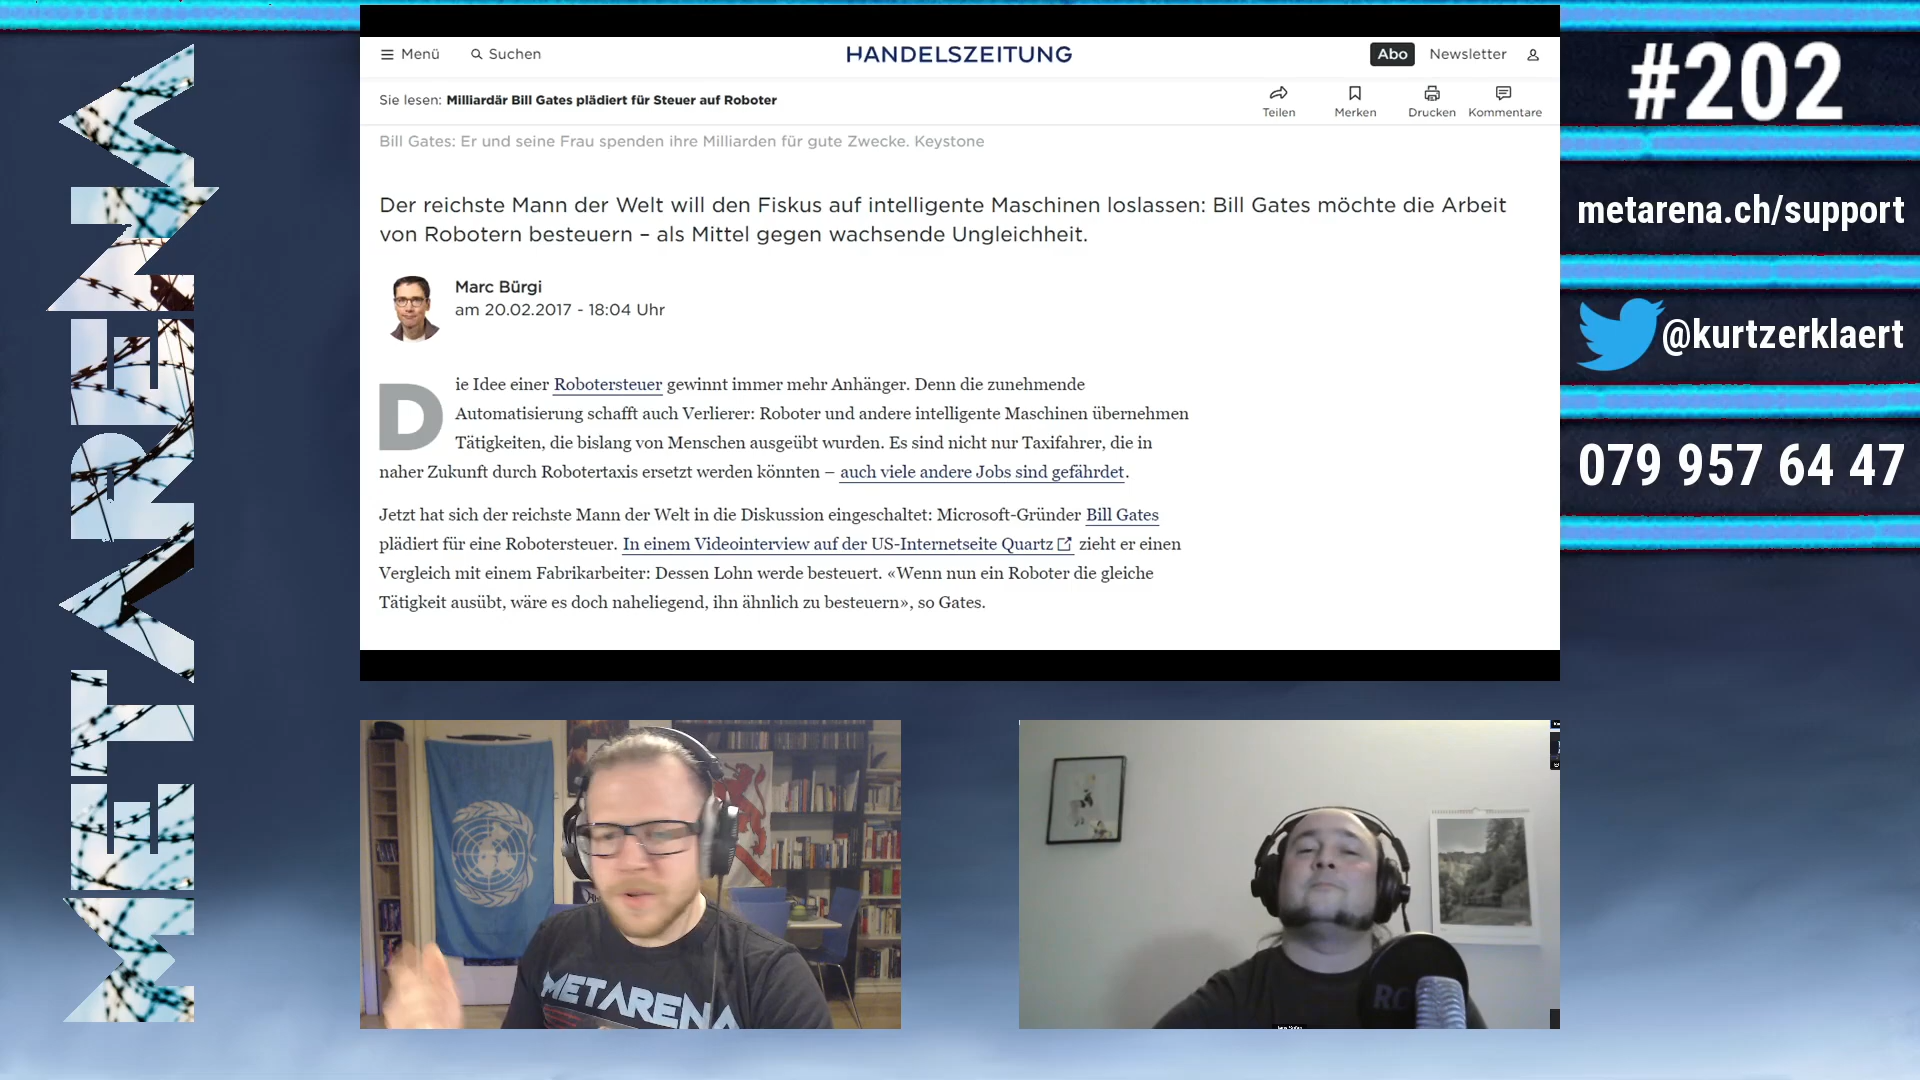 METARENA
Menü
Suchen
HANDELSZEITUNG
Abo
Newsletter
Sie lesen: Milliardär Bill Gates plädiert für Steuer auf Roboter
Teilen
Merken
Drucken
Kommentare
Bill Gates: Er und seine Frau spenden ihre Milliarden für gute Zwecke. Keystone
Der reichste Mann der Welt will den Fiskus auf intelligente Maschinen loslassen: Bill Gates möchte die Arbeit
von Robotern besteuern – als Mittel gegen wachsende Ungleichheit.
Marc Bürgi
am 20.02.2017 - 18:04 Uhr
Die Idee einer Robotersteuer gewinnt immer mehr Anhänger. Denn die zunehmende
Automatisierung schafft auch Verlierer: Roboter und andere intelligente Maschinen übernehmen
Tätigkeiten, die bislang von Menschen ausgeübt wurden. Es sind nicht nur Taxifahrer, die in
naher Zukunft durch Robotertaxis ersetzt werden könnten – auch viele andere Jobs sind gefährdet.
Jetzt hat sich der reichste Mann der Welt in die Diskussion eingeschaltet: Microsoft-Gründer Bill Gates
plädiert für eine Robotersteuer. In einem Videointerview auf der US-Internetseite Quartz zieht er einen
Vergleich mit einem Fabrikarbeiter: Dessen Lohn werde besteuert. «Wenn nun ein Roboter die gleiche
Tätigkeit ausübt, wäre es doch naheliegend, ihn ähnlich zu besteuern», so Gates.
#202
metarena.ch/support
@kurtzerklaert
079 957 64 47
METARENA